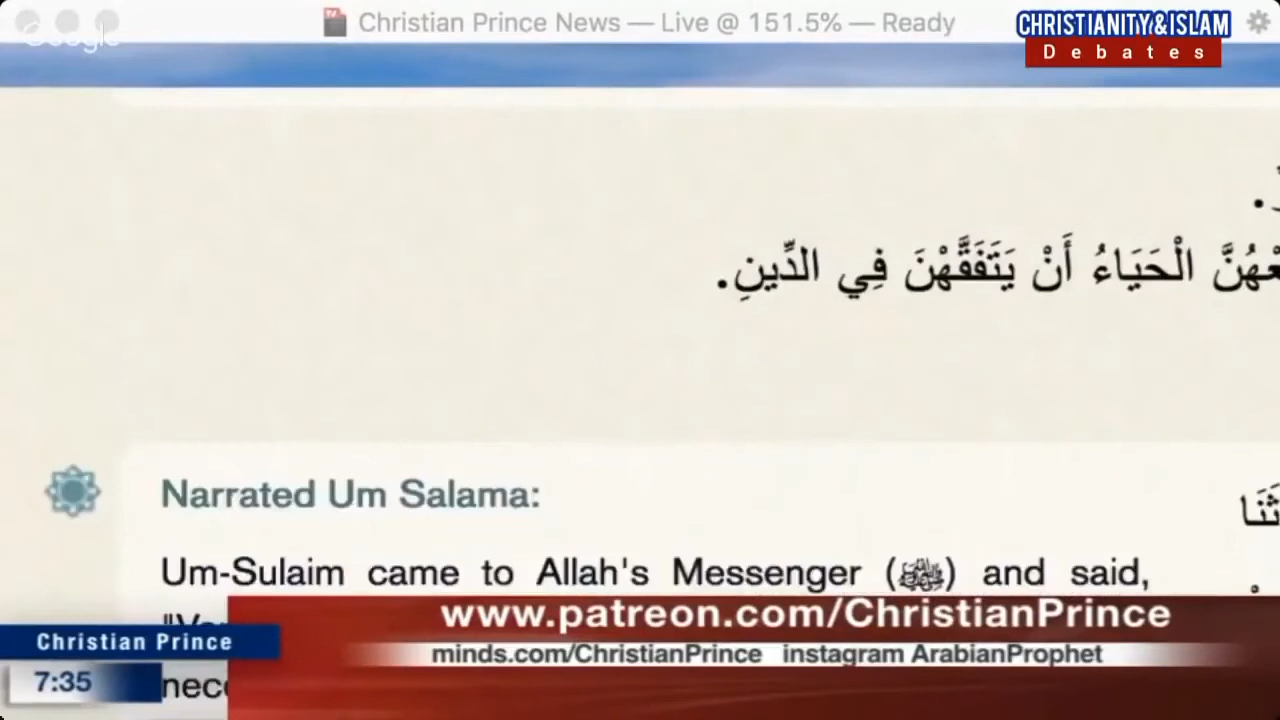 Christian Prince News — Live @ 151.5% — Ready
Google
CHRISTIANITY & ISLAM
Debates
الْحَيَاءُ أَنْ يَتَفَقَّهْنَ فِي الدِّينِ.
Narrated Um Salama:
Um-Sulaim came to Allah's Messenger (ﷺ) and said,
www.patreon.com/ChristianPrince
Christian Prince
minds.com/ChristianPrince instagram ArabianProphet
7:35